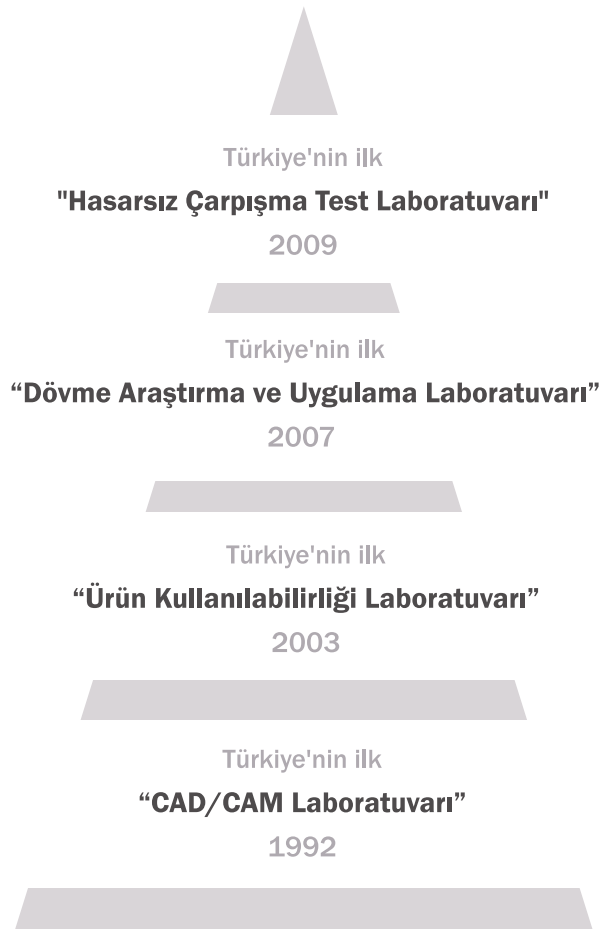 Türkiye'nin ilk
"Hasarsız Çarpışma Test Laboratuvarı"
2009
Türkiye'nin ilk
“Dövme Araştırma ve Uygulama Laboratuvarı”
2007
Türkiye'nin ilk
“Ürün Kullanılabilirliği Laboratuvarı”
2003
Türkiye'nin ilk
“CAD/CAM Laboratuvarı”
1992